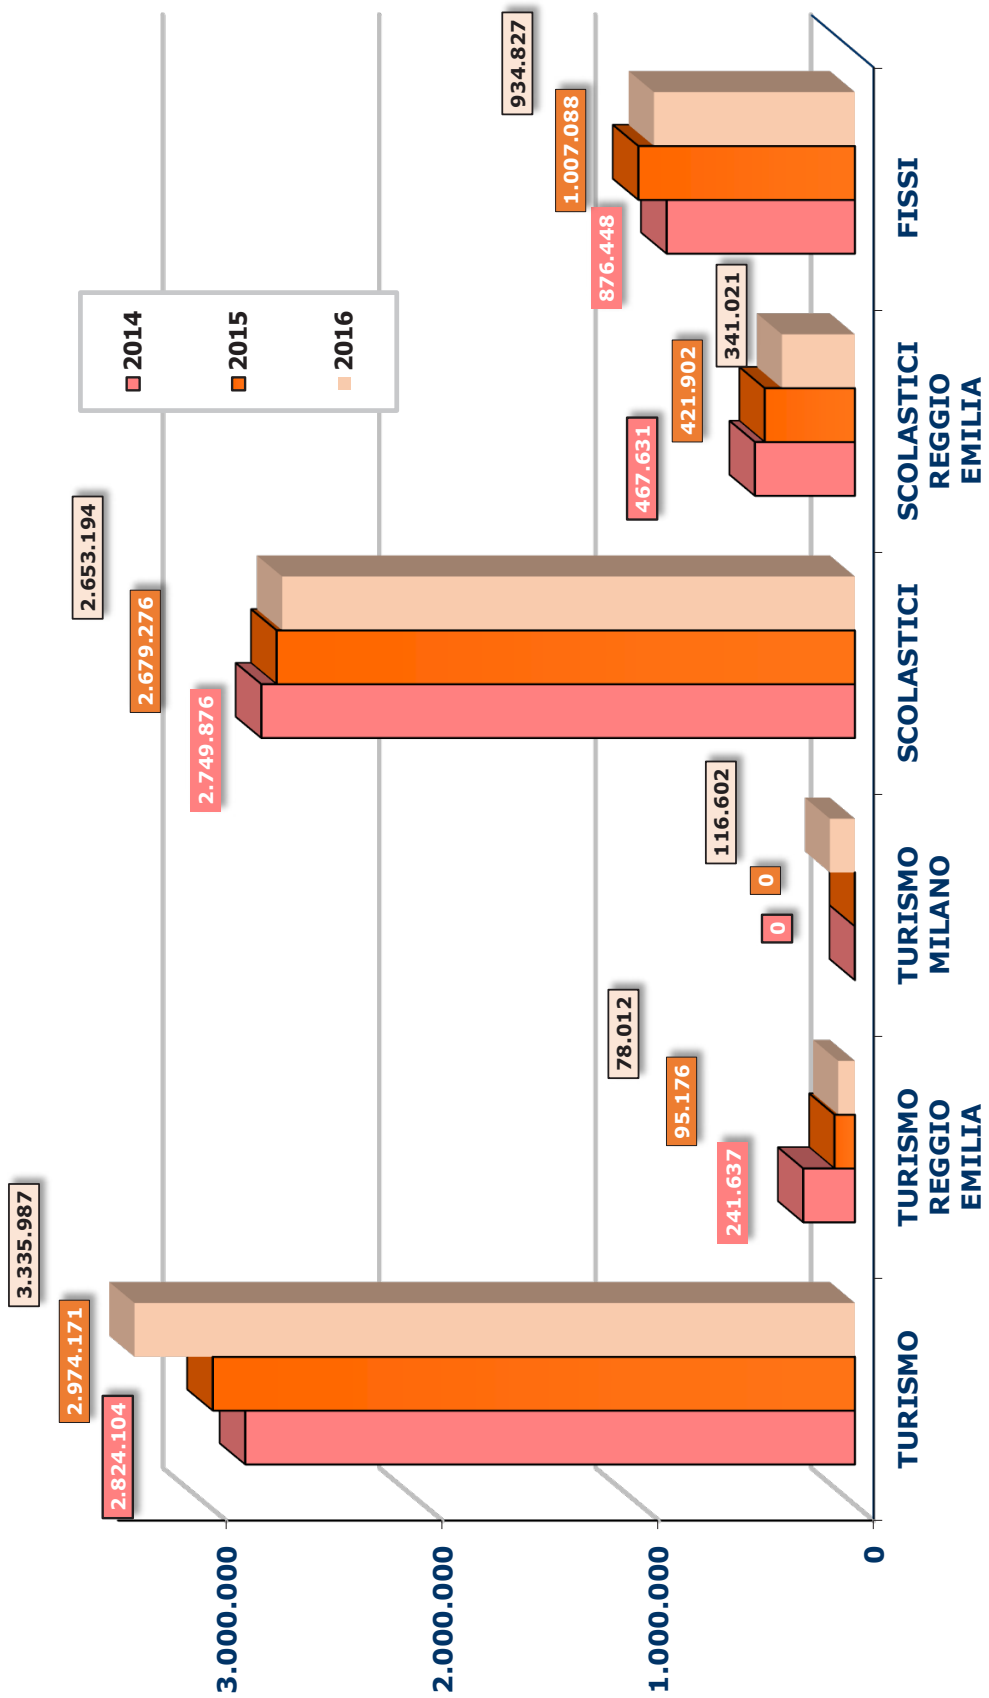 2014
2015
2016
3.000.000
2.000.000
1.000.000
0
2.824.104
2.974.171
3.335.987
241.637
95.176
78.012
0
0
116.602
2.749.876
2.679.276
2.653.194
467.631
421.902
341.021
876.448
1.007.088
934.827
TURISMO
TURISMO
REGGIO
EMILIA
TURISMO
MILANO
SCOLASTICI
SCOLASTICI
REGGIO
EMILIA
FISSI